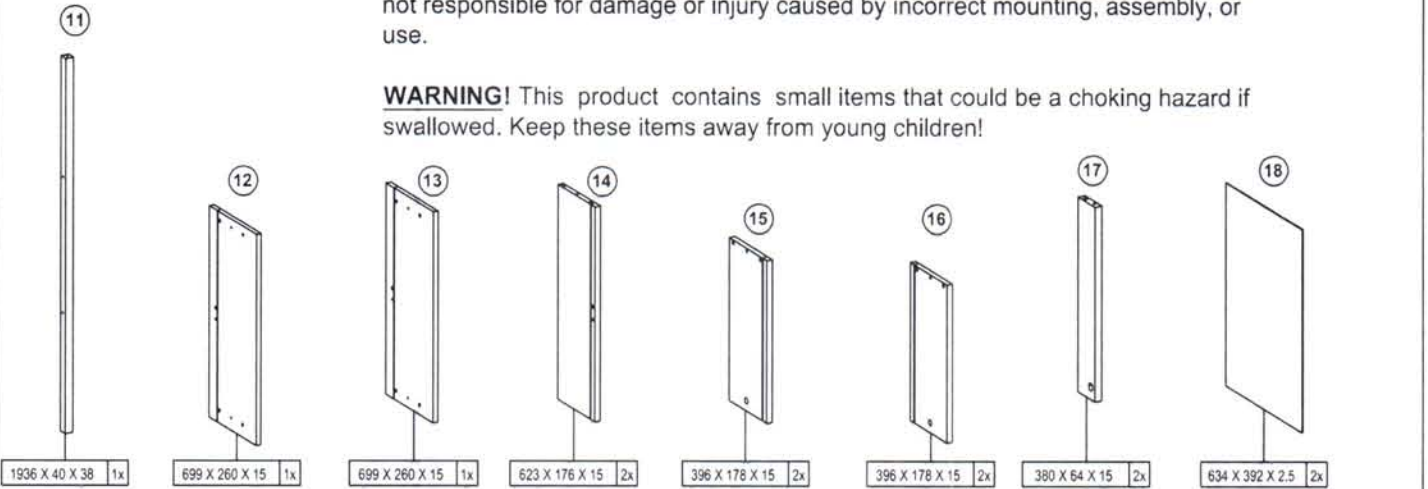 not responsible for damage or injury caused by incorrect mounting, assembly, or
use.
WARNING! This product contains small items that could be a choking hazard if
swallowed. Keep these items away from young children!
11
12
13
14
15
16
17
18
1936 X 40 X 38 1x
699 X 260 X 15 1x
699 X 260 X 15 1x
623 X 176 X 15 2x
396 X 178 X 15 2x
396 X 178 X 15 2x
380 X 64 X 15 2x
634 X 392 X 2.5 2x